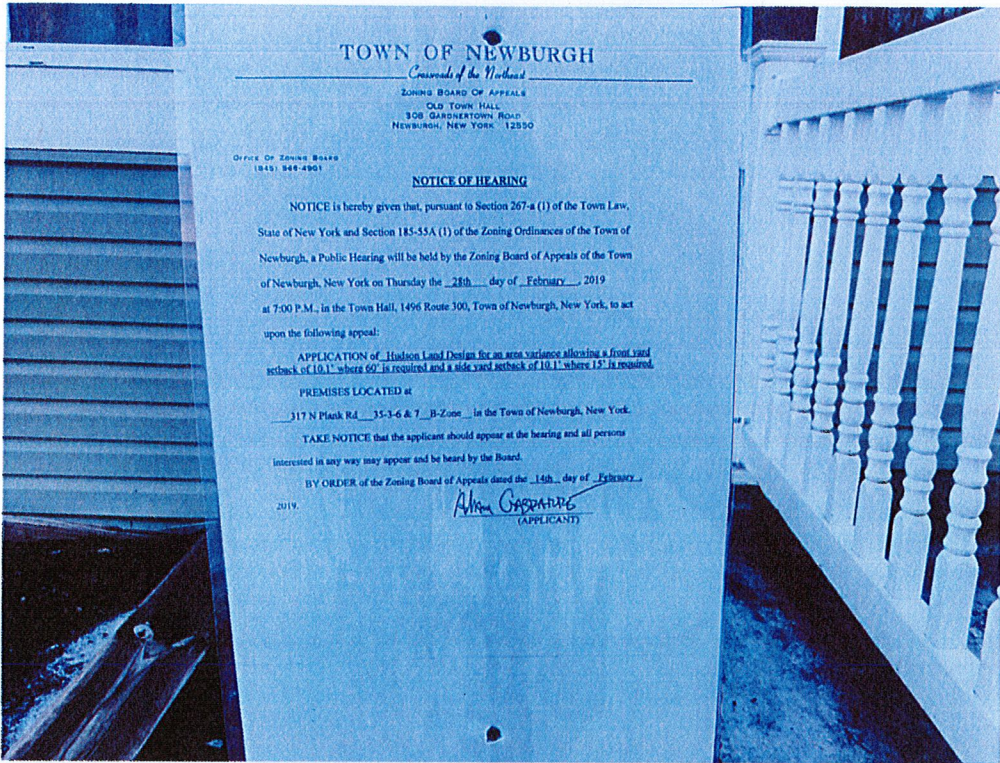 TOWN OF NEWBURGH
Crossroads of the Northeast
ZONING BOARD OF APPEALS
OLD TOWN HALL
308 GARDNERTOWN ROAD
NEWBURGH, NEW YORK 12550
OFFICE OF ZONING BOARD
(845) 566-4901
NOTICE OF HEARING
NOTICE is hereby given that, pursuant to Section 267-a (1) of the Town Law,
State of New York and Section 185-55A (1) of the Zoning Ordinances of the Town of
Newburgh, a Public Hearing will be held by the Zoning Board of Appeals of the Town
of Newburgh, New York on Thursday the 28th day of February, 2019
at 7:00 P.M., in the Town Hall, 1496 Route 300, Town of Newburgh, New York, to act
upon the following appeal:
APPLICATION of Hudson Land Design for an area variance allowing a front yard
setback of 10.1' where 60' is required and a side yard setback of 10.1' where 15' is required.
PREMISES LOCATED at
317 N Plank Rd 35-3-6 & 7 B-Zone in the Town of Newburgh, New York.
TAKE NOTICE that the applicant should appear at the hearing and all persons
interested in any way may appear and be heard by the Board.
BY ORDER of the Zoning Board of Appeals dated the 14th day of February,
2019.
(APPLICANT)